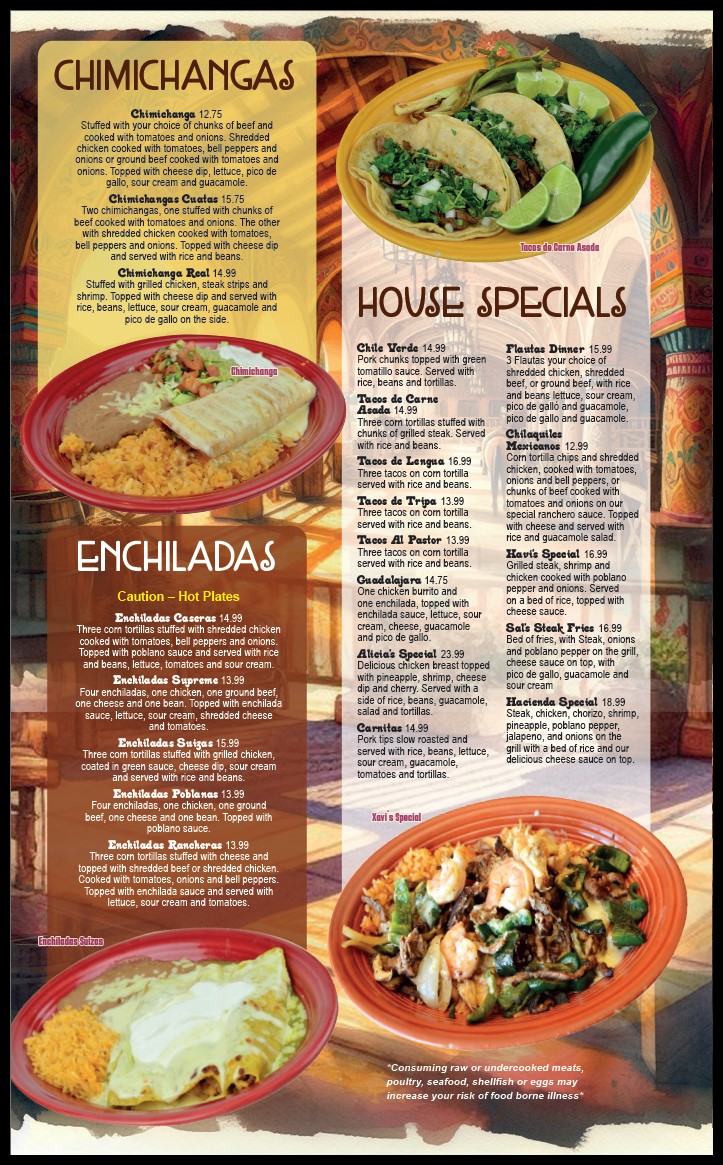 CHIMICHANGAS
Chimichanga 12.75
Stuffed with your choice of chunks of beef and
cooked with tomatoes and onions. Shredded
chicken cooked with tomatoes, bell peppers and
onions or ground beef cooked with tomatoes and
onions. Topped with cheese dip, lettuce, pico de
gallo, sour cream and guacamole.
Chimichangas Cuatas 15.75
Two chimichangas, one stuffed with chunks of
beef cooked with tomatoes and onions. The other
with shredded chicken cooked with tomatoes,
bell peppers and onions. Topped with cheese dip
and served with rice and beans.
Chimichanga Real 14.99
Stuffed with grilled chicken, steak strips and
shrimp. Topped with cheese dip and served with
rice, beans, lettuce, sour cream, guacamole and
pico de gallo on the side.
Chimichanga
ENCHILADAS
Caution – Hot Plates
Enchiladas Caseras 14.99
Three corn tortillas stuffed with shredded chicken
cooked with tomatoes, bell peppers and onions.
Topped with poblano sauce and served with rice
and beans, lettuce, tomatoes and sour cream.
Enchiladas Supreme 13.99
Four enchiladas, one chicken, one ground beef,
one cheese and one bean. Topped with enchilada
sauce, lettuce, sour cream, shredded cheese
and tomatoes.
Enchiladas Suizas 15.99
Three corn tortillas stuffed with grilled chicken,
coated in green sauce, cheese dip, sour cream
and served with rice and beans.
Enchiladas Poblanas 13.99
Four enchiladas, one chicken, one ground
beef, one cheese and one bean. Topped with
poblano sauce.
Enchiladas Rancheras 13.99
Three corn tortillas stuffed with cheese and
topped with shredded beef or shredded chicken.
Cooked with tomatoes, onions and bell peppers.
Topped with enchilada sauce and served with
lettuce, sour cream and tomatoes.
Enchiladas Suizas
Tacos de Carne Asada
HOUSE SPECIALS
Chile Verde 14.99
Pork chunks topped with green
tomatillo sauce. Served with
rice, beans and tortillas.
Tacos de Carne
Asada 14.99
Three corn tortillas stuffed with
chunks of grilled steak. Served
with rice and beans.
Tacos de Lengua 16.99
Three tacos on corn tortilla
served with rice and beans.
Tacos de Tripa 13.99
Three tacos on corn tortilla
served with rice and beans.
Tacos Al Pastor 13.99
Three tacos on corn tortilla
served with rice and beans.
Guadalajara 14.75
One chicken burrito and
one enchilada, topped with
enchilada sauce, lettuce, sour
cream, cheese, guacamole
and pico de gallo.
Alicia's Special 23.99
Delicious chicken breast topped
with pineapple, shrimp, cheese
dip and cherry. Served with a
side of rice, beans, guacamole,
salad and tortillas.
Carnitas 14.99
Pork tips slow roasted and
served with rice, beans, lettuce,
sour cream, guacamole,
tomatoes and tortillas.
Flautas Dinner 15.99
3 Flautas your choice of
shredded chicken, shredded
beef, or ground beef, with rice
and beans lettuce, sour cream,
pico de galló and guacamole,
pico de gallo and guacamole.
Chilaquiles
Mexicanos 12.99
Corn tortilla chips and shredded
chicken, cooked with tomatoes,
onions and bell peppers, or
chunks of beef cooked with
tomatoes and onions on our
special ranchero sauce. Topped
with cheese and served with
rice and guacamole salad.
Xavi's Special 16.99
Grilled steak, shrimp and
chicken cooked with poblano
pepper and onions. Served
on a bed of rice, topped with
cheese sauce.
Sal's Steak Fries 16.99
Bed of fries, with Steak, onions
and poblano pepper on the grill,
cheese sauce on top, with
pico de gallo, guacamole and
sour cream
Hacienda Special 18.99
Steak, chicken, chorizo, shrimp,
pineapple, poblano pepper,
jalapeno, and onions on the
grill with a bed of rice and our
delicious cheese sauce on top.
Xavi's Special
*Consuming raw or undercooked meats,
poultry, seafood, shellfish or eggs may
increase your risk of food borne illness*